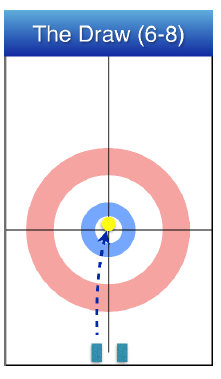 The Draw (6-8)